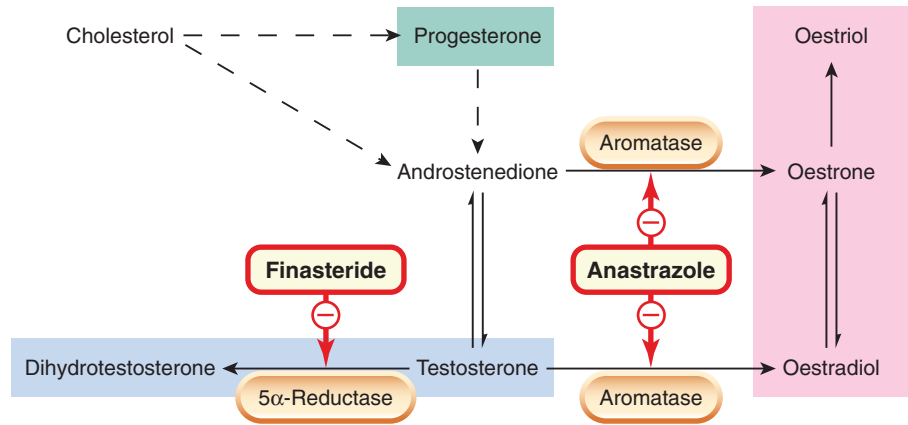 Cholesterol
Progesterone
Oestriol
Aromatase
Androstenedione
Oestrone
Finasteride
Anastrazole
Dihydrotestosterone
Testosterone
Oestradiol
5α-Reductase
Aromatase